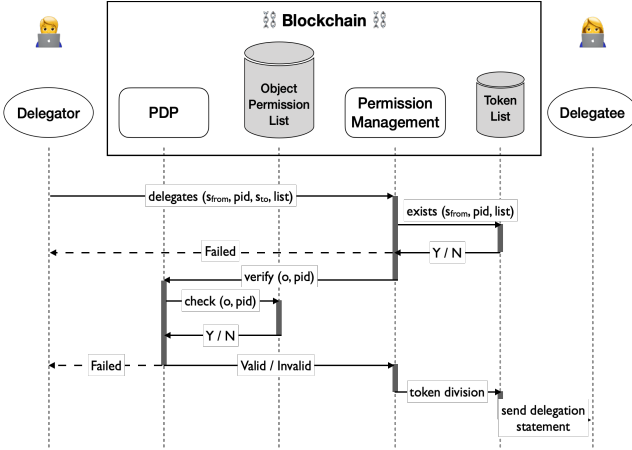 Blockchain
Delegator
PDP
Object
Permission
List
Permission
Management
Token
List
Delegatee
delegates (sfrom, pid, sto, list)
exists (sfrom, pid, list)
Failed
Y / N
verify (o, pid)
check (o, pid)
Y / N
Failed
Valid / Invalid
token division
send delegation
statement